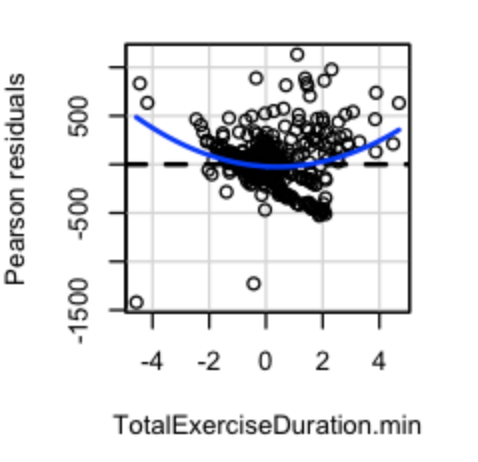 Pearson residuals
500
-500
-1500
-4 -2 0 2 4
TotalExerciseDuration.min